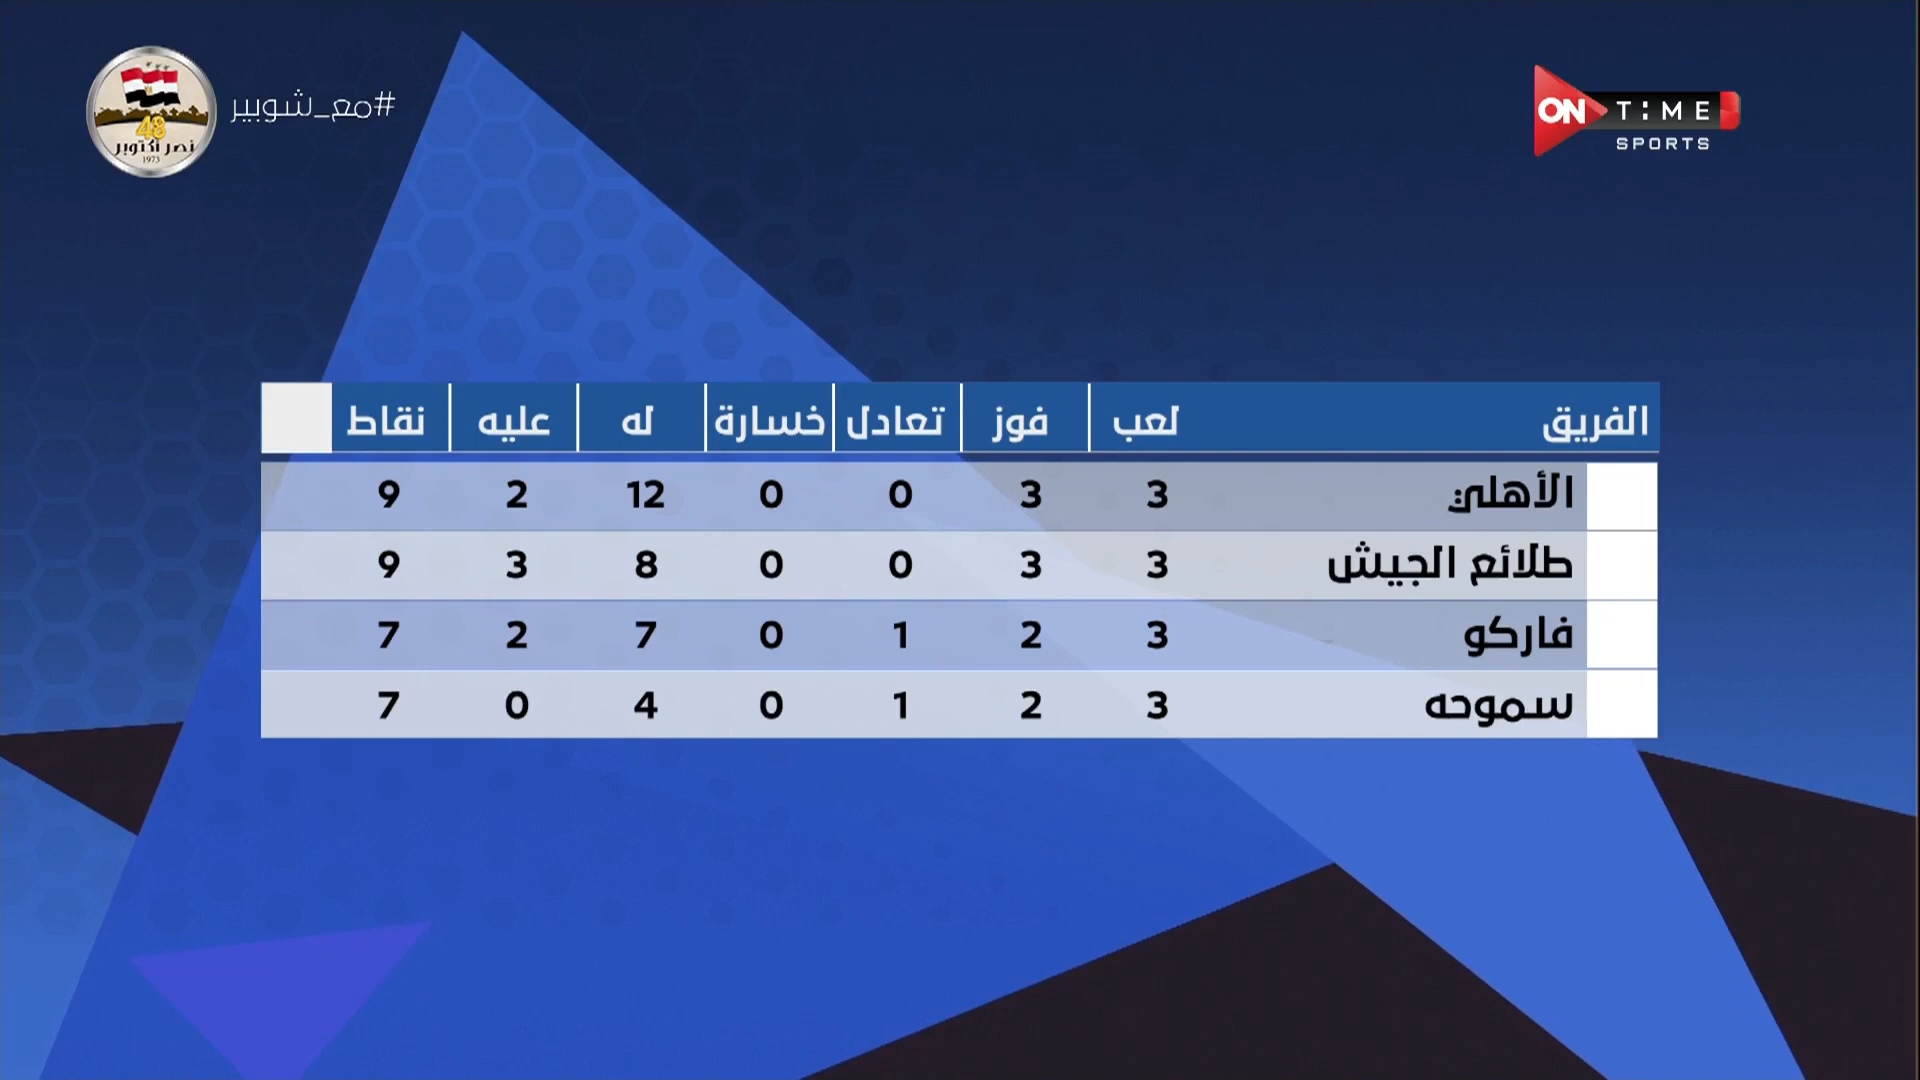 #مع_شوبير
48
نصر أكتوبر
1973
ON TIME
SPORTS
الفريق لعب فوز تعادل خسارة له عليه نقاط
الأهلي 3 3 0 0 12 2 9
طلائع الجيش 3 3 0 0 8 3 9
فاركو 3 2 1 0 7 2 7
سموحه 3 2 1 0 4 0 7